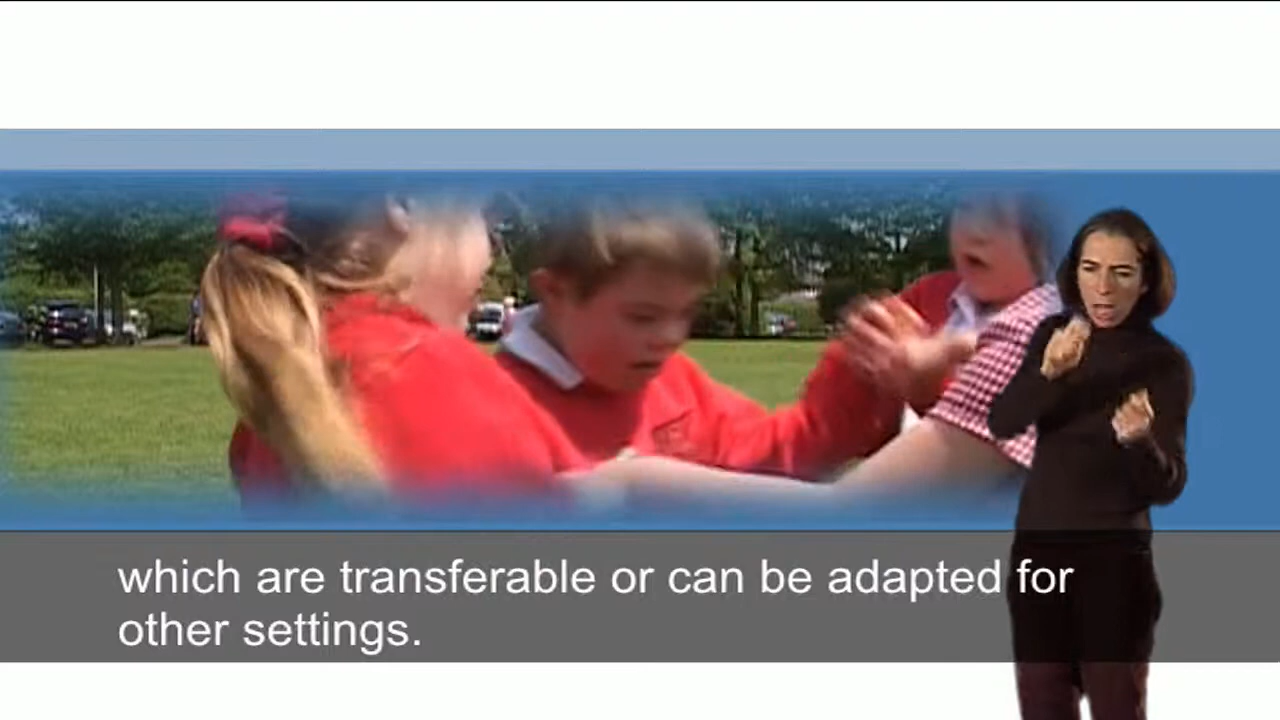 which are transferable or can be adapted for
other settings.